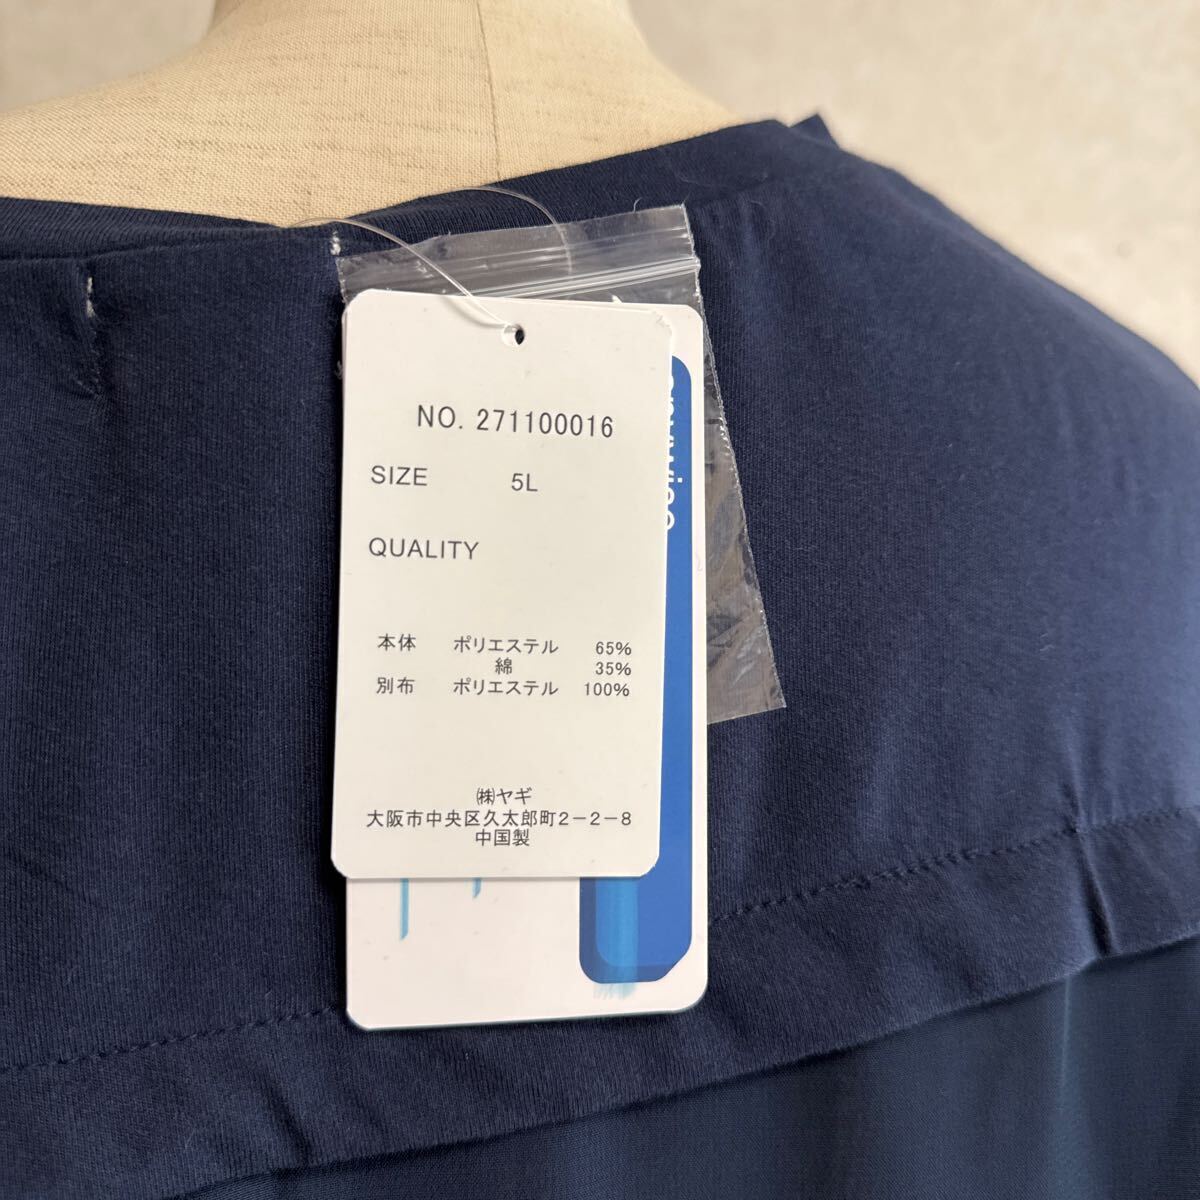 NO. 271100016
SIZE 5L
QUALITY
本体 ポリエステル 65%
綿 35%
別布 ポリエステル 100%
㈱ヤギ
大阪市中央区久太郎町2－2－8
中国製